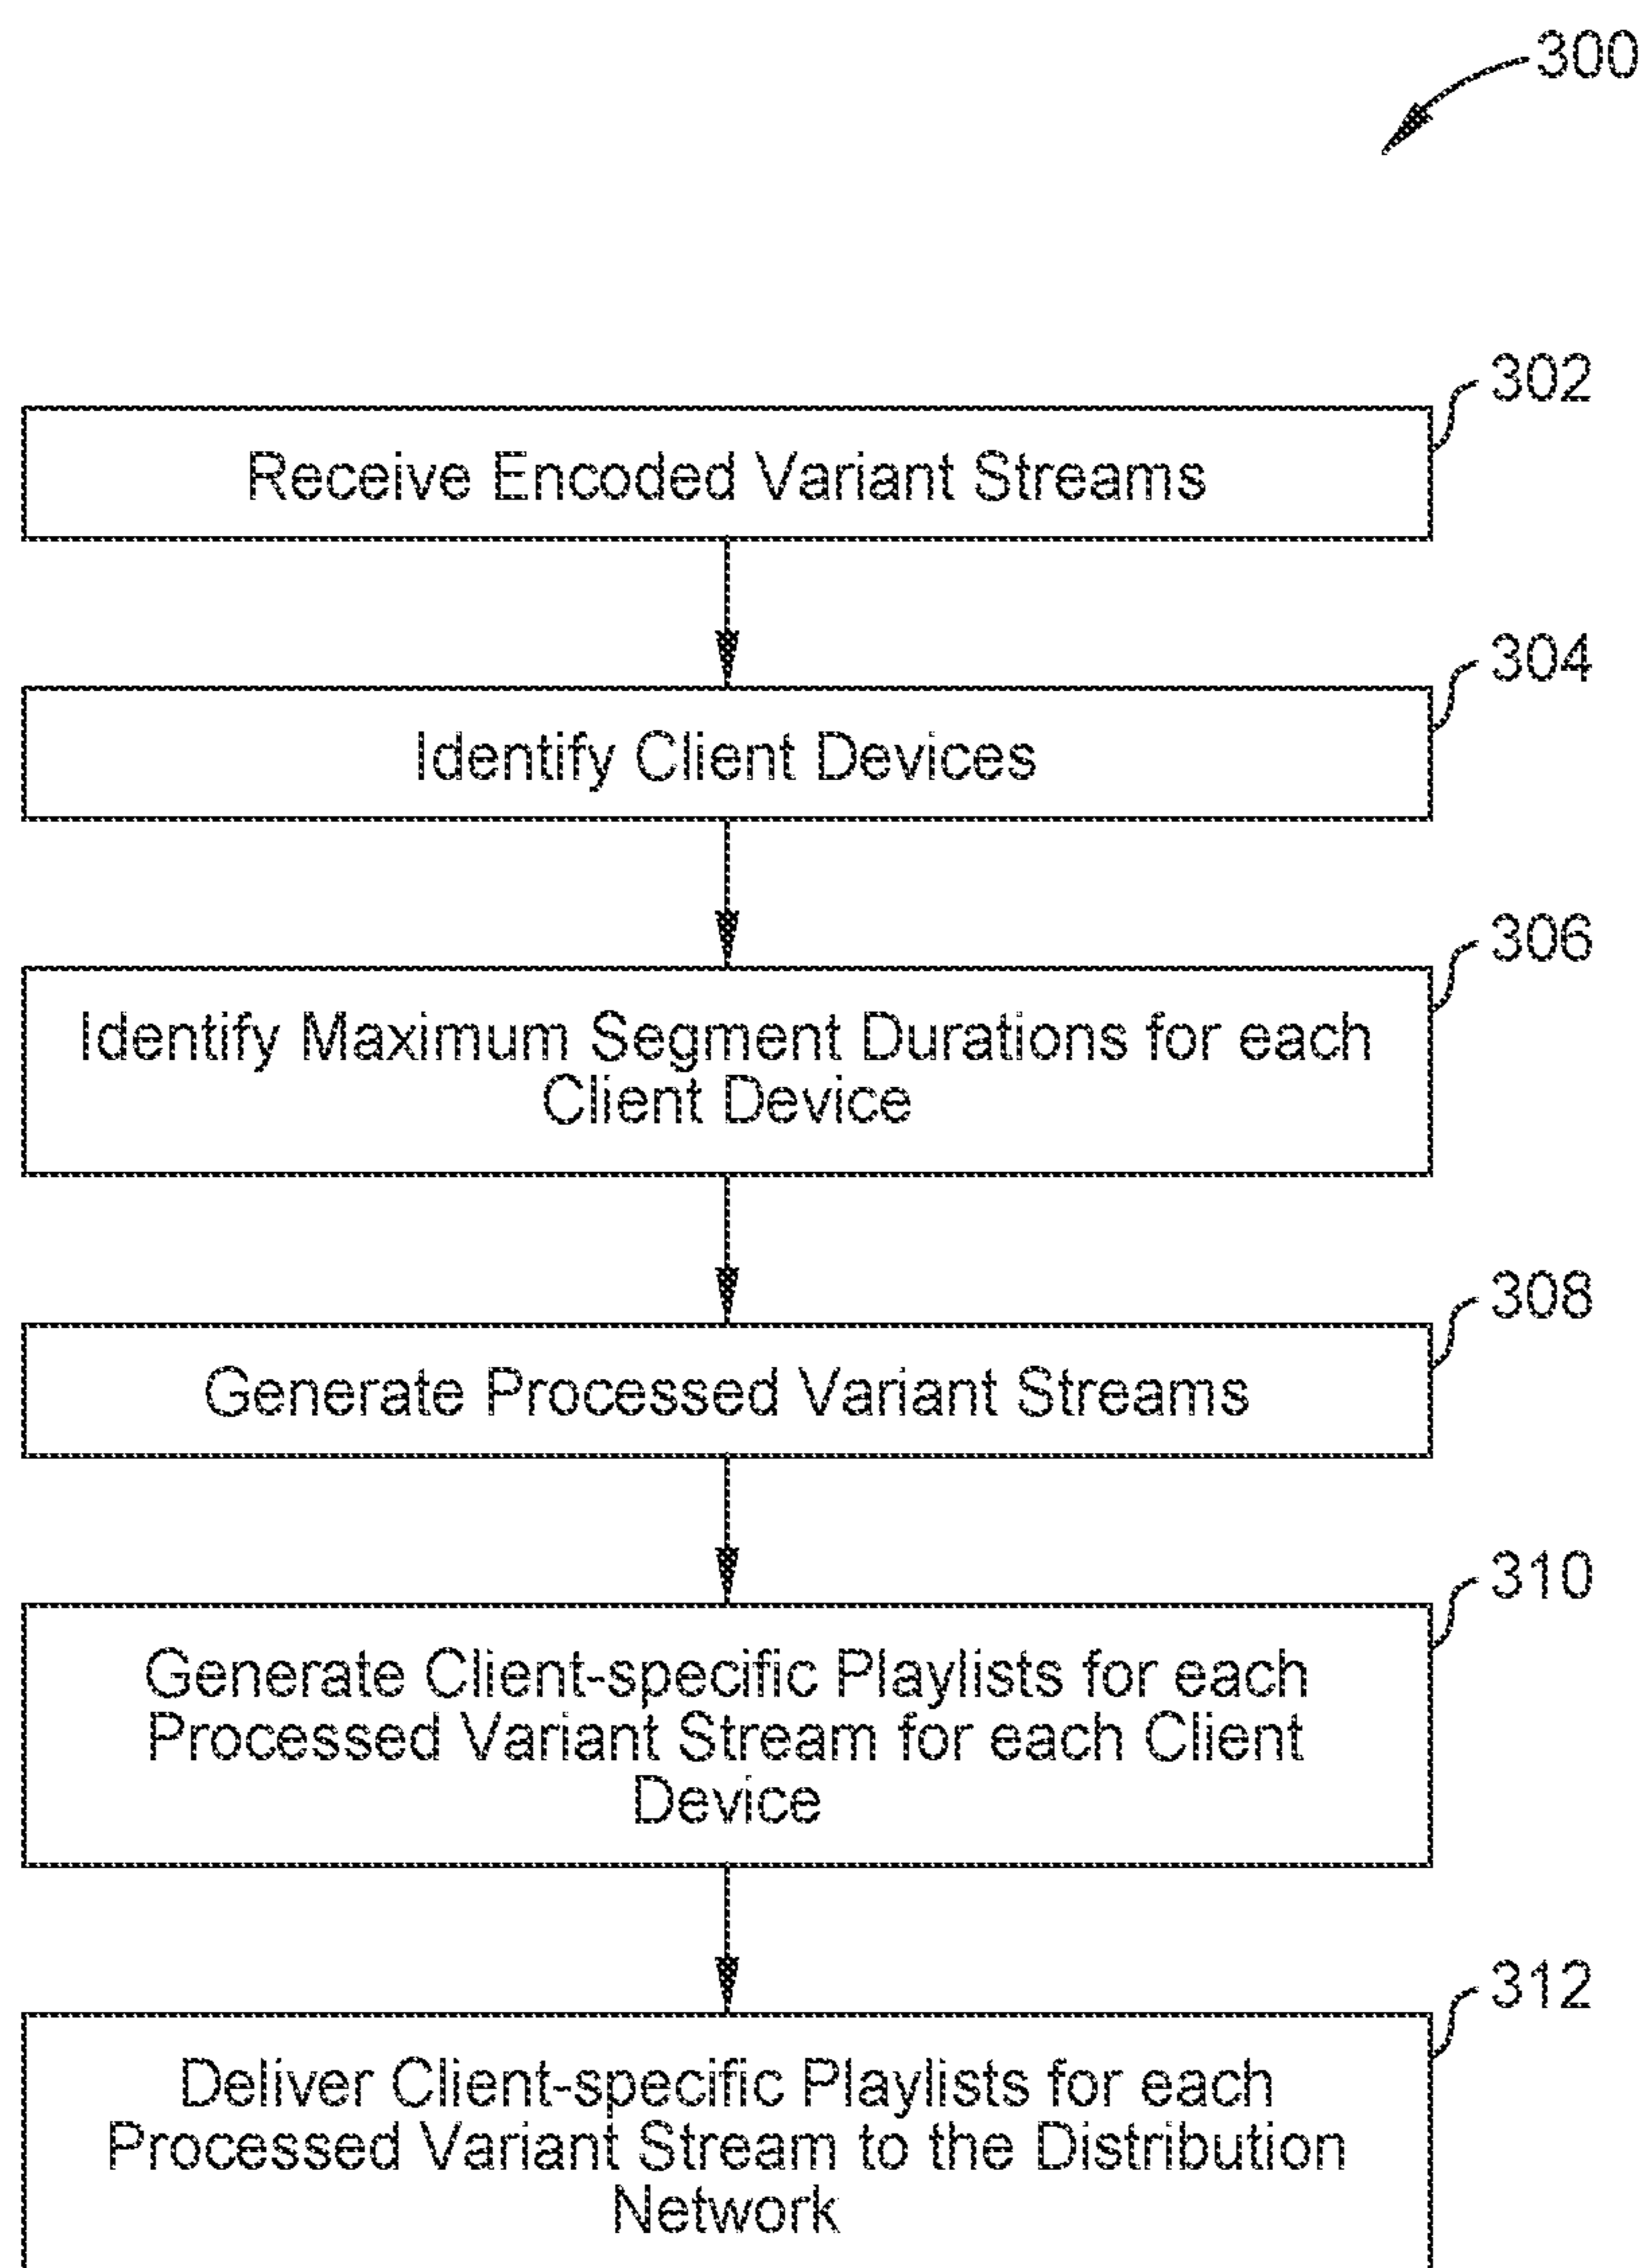 300
302
Receive Encoded Variant Streams
304
Identify Client Devices
306
Identify Maximum Segment Durations for each
Client Device
308
Generate Processed Variant Streams
310
Generate Client-specific Playlists for each
Processed Variant Stream for each Client
Device
312
Deliver Client-specific Playlists for each
Processed Variant Stream to the Distribution
Network